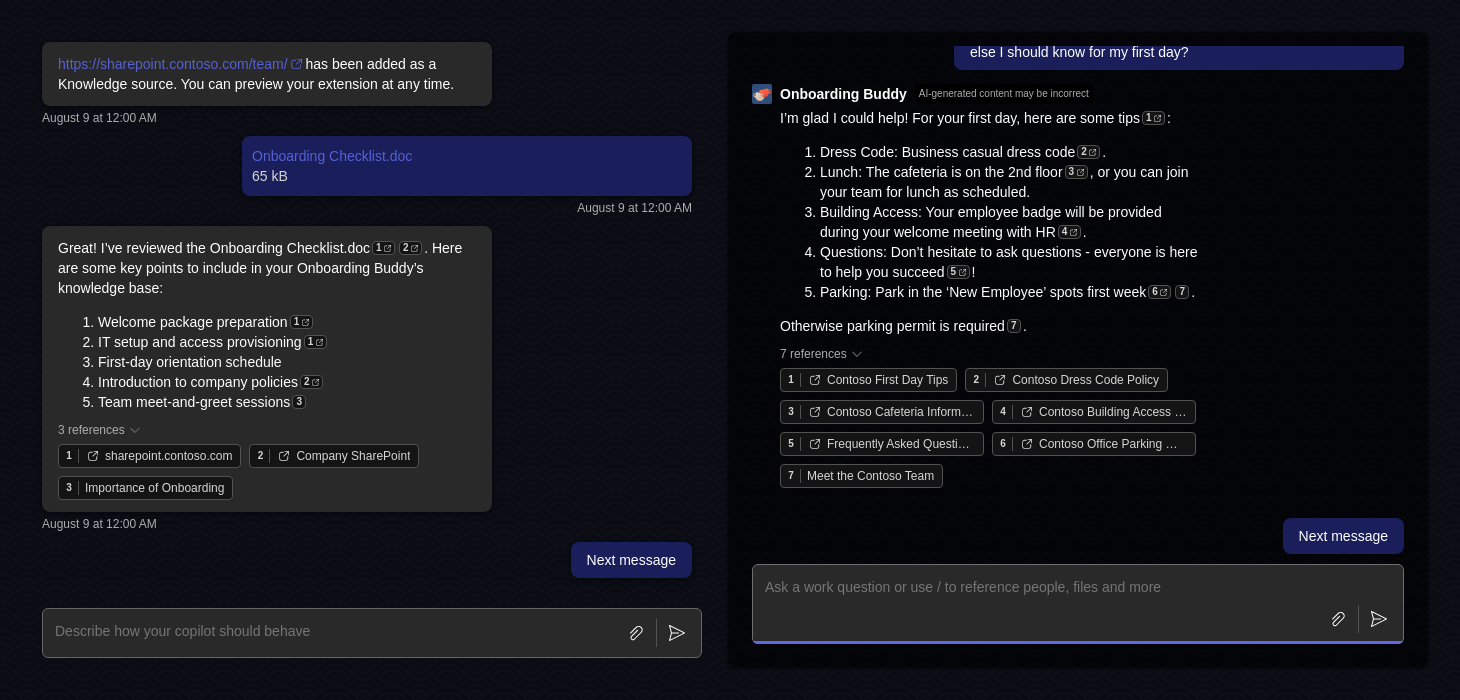 https://sharepoint.contoso.com/team/ has been added as a
Knowledge source. You can preview your extension at any time.
August 9 at 12:00 AM
Onboarding Checklist.doc
65 kB
August 9 at 12:00 AM
Great! I’ve reviewed the Onboarding Checklist.doc 1 2 . Here
are some key points to include in your Onboarding Buddy’s
knowledge base:
1. Welcome package preparation 1
2. IT setup and access provisioning 1
3. First-day orientation schedule
4. Introduction to company policies 2
5. Team meet-and-greet sessions 3
3 references
1 sharepoint.contoso.com 2 Company SharePoint
3 Importance of Onboarding
August 9 at 12:00 AM
Next message
Describe how your copilot should behave
else I should know for my first day?
Onboarding Buddy AI-generated content may be incorrect
I’m glad I could help! For your first day, here are some tips 1 :
1. Dress Code: Business casual dress code 2 .
2. Lunch: The cafeteria is on the 2nd floor 3 , or you can join
your team for lunch as scheduled.
3. Building Access: Your employee badge will be provided
during your welcome meeting with HR 4 .
4. Questions: Don’t hesitate to ask questions - everyone is here
to help you succeed 5 !
5. Parking: Park in the ‘New Employee’ spots first week 6 7 .
Otherwise parking permit is required 7 .
7 references
1 Contoso First Day Tips 2 Contoso Dress Code Policy
3 Contoso Cafeteria Inform… 4 Contoso Building Access …
5 Frequently Asked Questi… 6 Contoso Office Parking …
7 Meet the Contoso Team
Next message
Ask a work question or use / to reference people, files and more